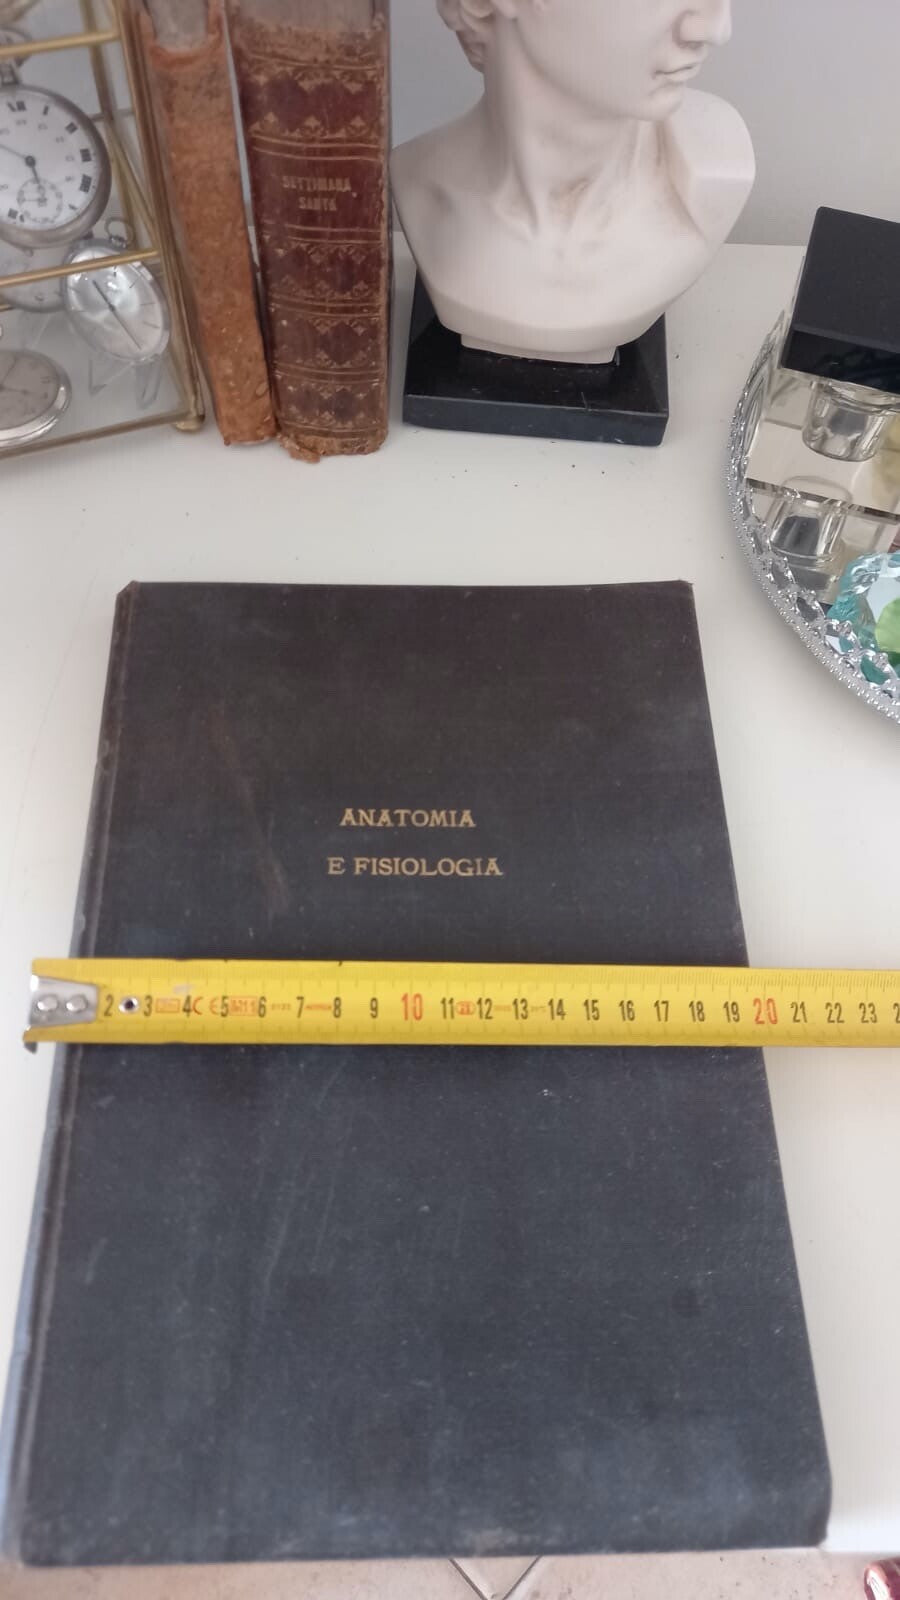 SETTIMANA
SANTA
ANATOMIA
E FISIOLOGIA
2 3 4 5 6 7 8 9 10 11 12 13 14 15 16 17 18 19 20 21 22 23